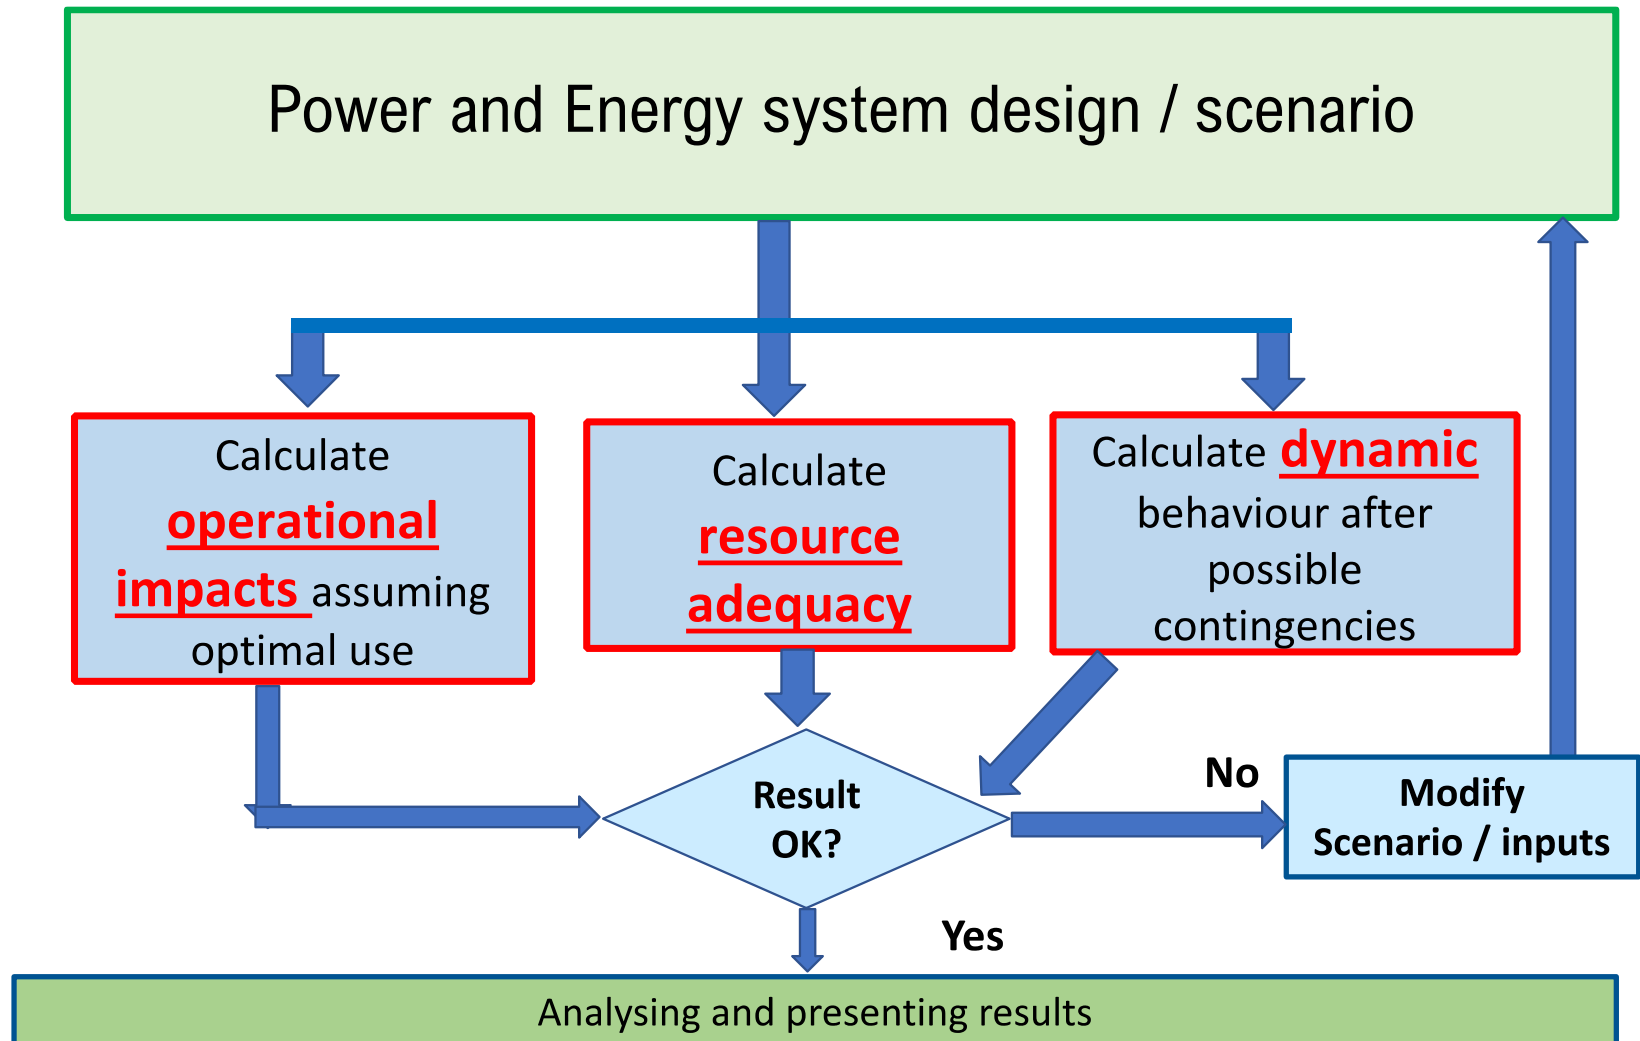 Power and Energy system design / scenario
Calculate
operational
impacts assuming
optimal use
Calculate
resource
adequacy
Calculate dynamic
behaviour after
possible
contingencies
Result
OK?
No
Modify
Scenario / inputs
Yes
Analysing and presenting results